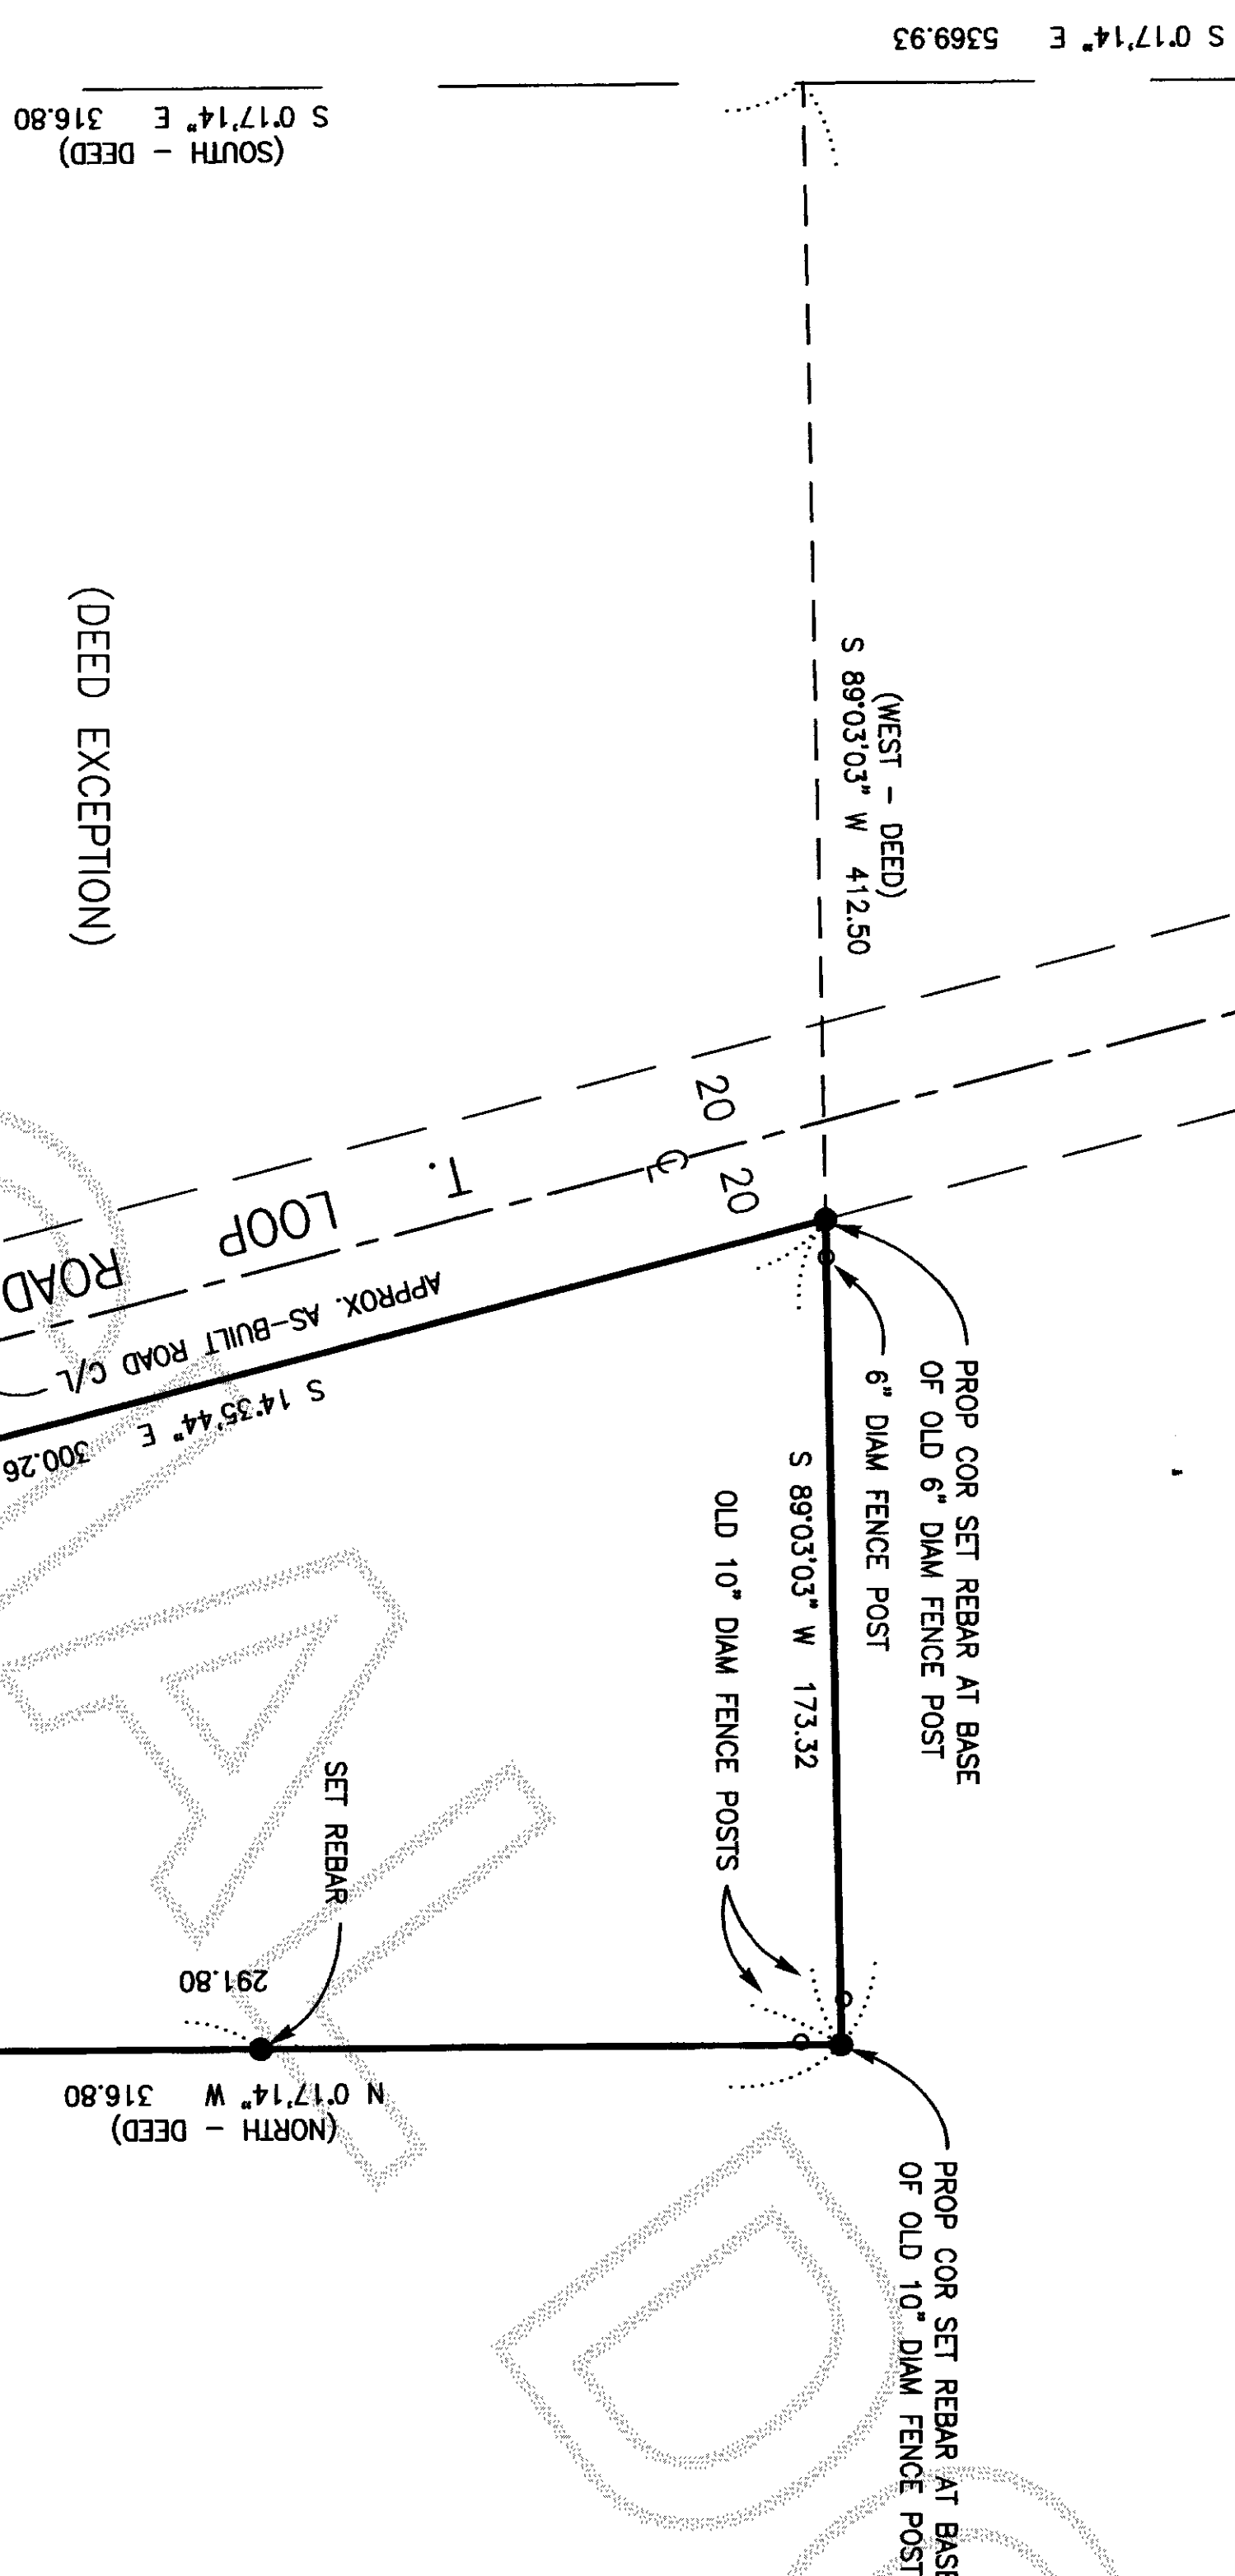 S 0°17'14" E 5369.93
S 0°17'14" E 316.80
(SOUTH - DEED)
(DEED EXCEPTION)
(WEST - DEED)
S 89°03'03" W 412.50
20
20
℄
T. LOOP ROAD
APPROX. AS-BUILT ROAD C/L
S 14°35'44" E 300.26
PROP COR SET REBAR AT BASE
OF OLD 6" DIAM FENCE POST
6" DIAM FENCE POST
S 89°03'03" W 173.32
OLD 10" DIAM FENCE POSTS
SET REBAR
291.80
N 0°17'14" W 316.80
(NORTH - DEED)
PROP COR SET REBAR AT BASE
OF OLD 10" DIAM FENCE POST